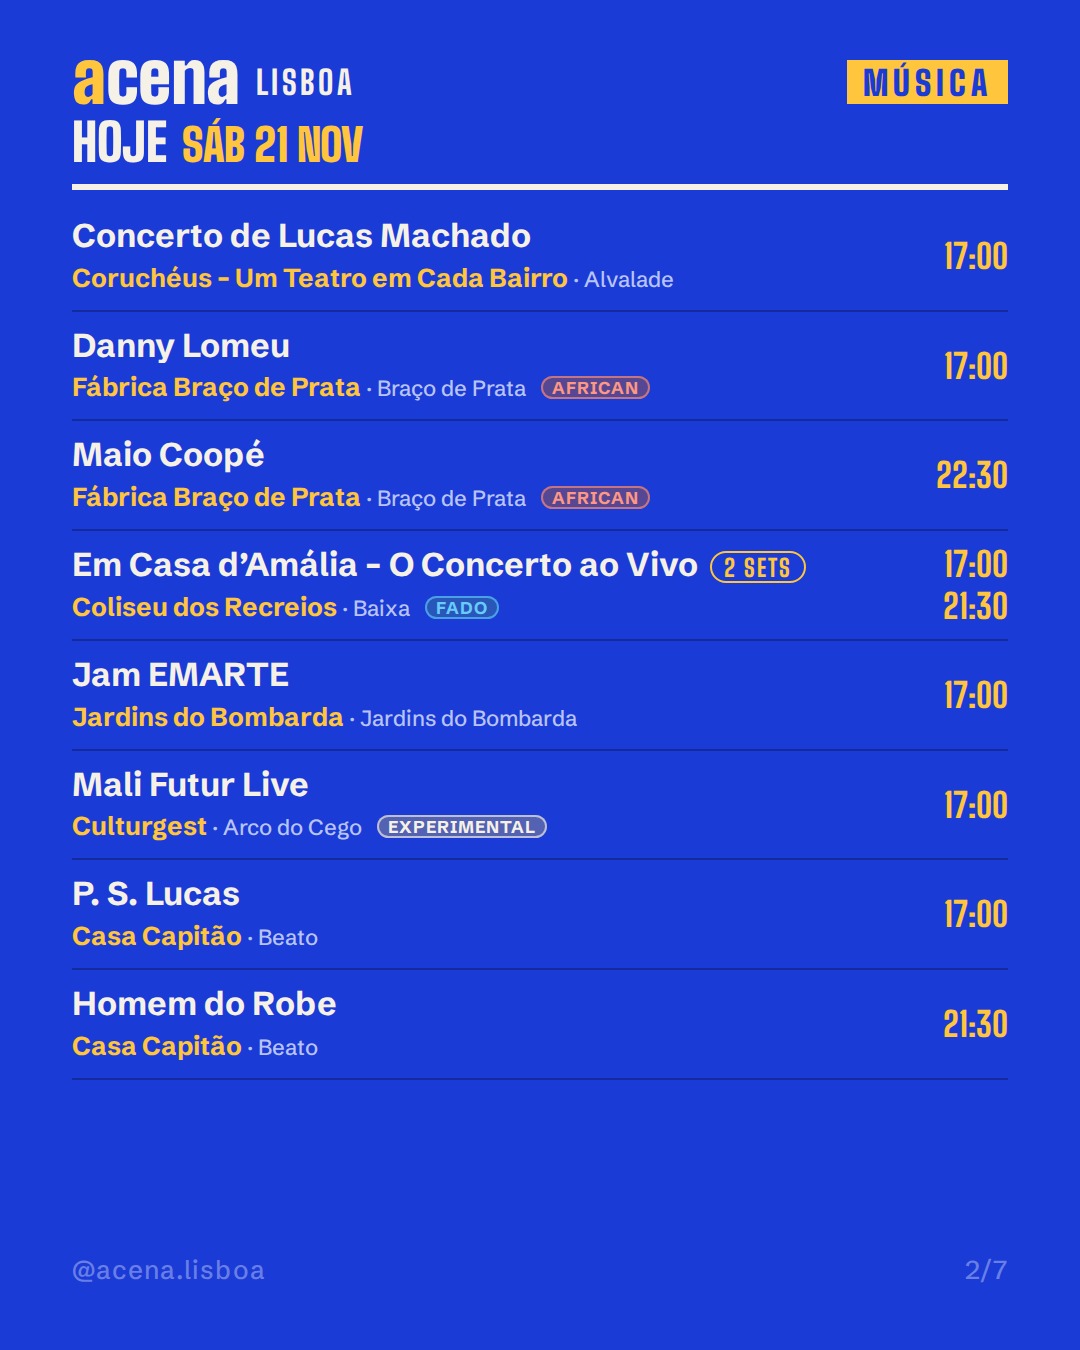 acena LISBOA
MÚSICA
HOJE SÁB 21 NOV
Concerto de Lucas Machado
Coruchéus – Um Teatro em Cada Bairro · Alvalade
17:00
Danny Lomeu
Fábrica Braço de Prata · Braço de Prata AFRICAN
17:00
Maio Coopé
Fábrica Braço de Prata · Braço de Prata AFRICAN
22:30
Em Casa d’Amália – O Concerto ao Vivo 2 SETS
17:00
Coliseu dos Recreios · Baixa FADO
21:30
Jam EMARTE
Jardins do Bombarda · Jardins do Bombarda
17:00
Mali Futur Live
Culturgest · Arco do Cego EXPERIMENTAL
17:00
P. S. Lucas
Casa Capitão · Beato
17:00
Homem do Robe
Casa Capitão · Beato
21:30
@acena.lisboa
2/7